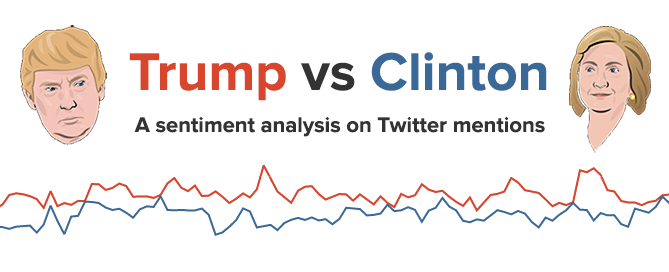 Trump vs Clinton
A sentiment analysis on Twitter mentions